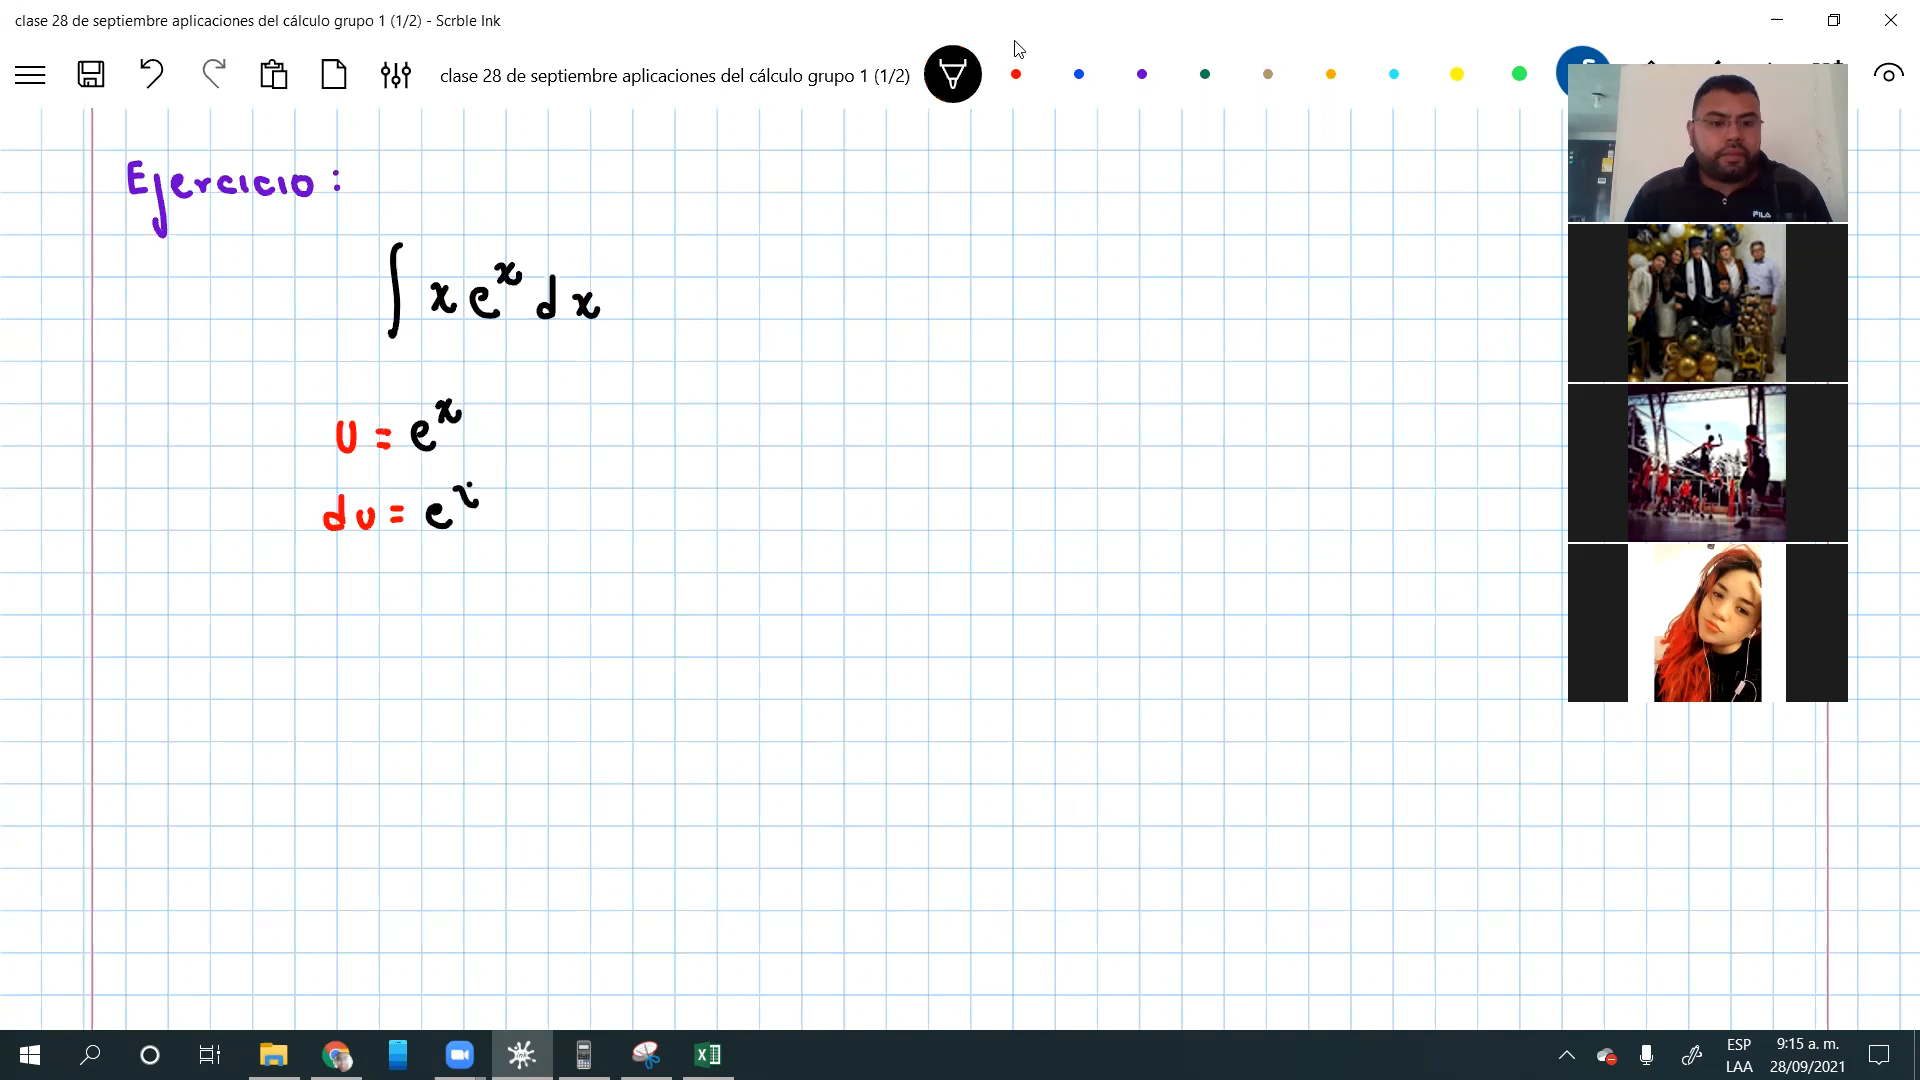 clase 28 de septiembre aplicaciones del cálculo grupo 1 (1/2) - Scrble Ink
clase 28 de septiembre aplicaciones del cálculo grupo 1 (1/2)
Ejercicio :
∫ x e^x d x
FILA
U = e^x
du = e^x
ESP
LAA
9:15 a. m.
28/09/2021